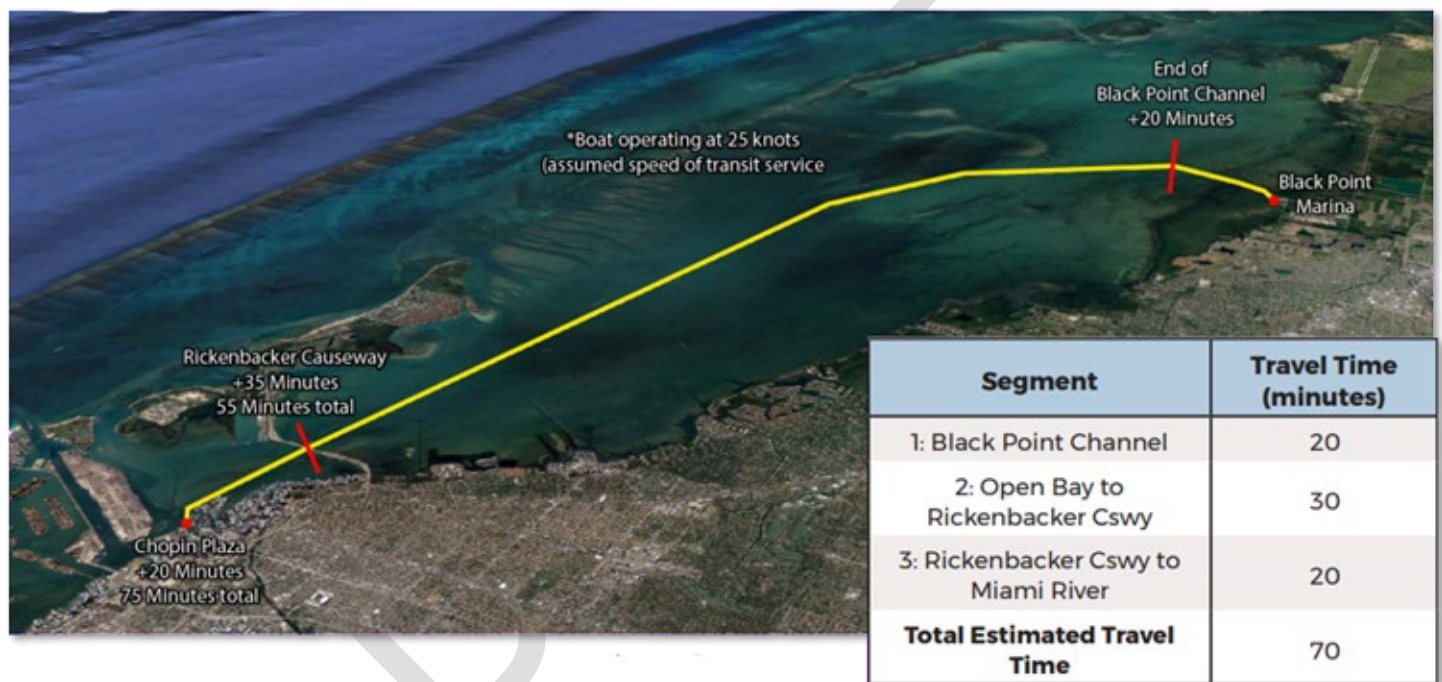 End of
Black Point Channel
+20 Minutes
*Boat operating at 25 knots
(assumed speed of transit service
Black Point
Marina
Rickenbacker Causeway
+35 Minutes
55 Minutes total
Chopin Plaza
+20 Minutes
75 Minutes total
Segment
Travel Time
(minutes)
1: Black Point Channel
20
2: Open Bay to
Rickenbacker Cswy
30
3: Rickenbacker Cswy to
Miami River
20
Total Estimated Travel
Time
70